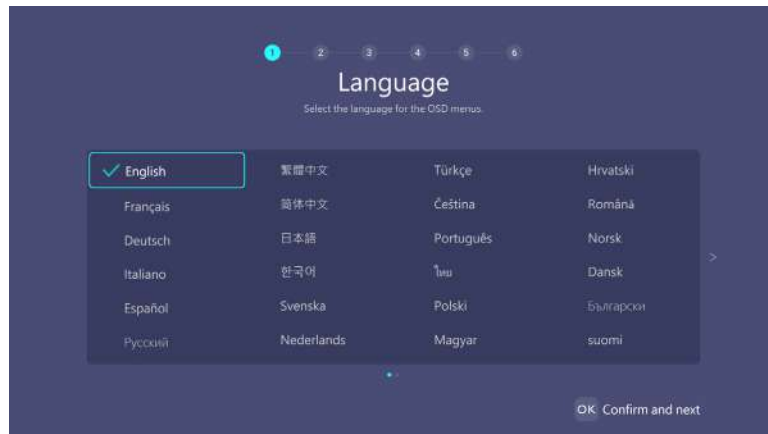 1 2 3 4 5 6
Language
Select the language for the OSD menus.
English 繁體中文 Türkçe Hrvatski
Français 简体中文 Čeština Română
Deutsch 日本語 Português Norsk
Italiano 한국어 ไทย Dansk
Español Svenska Polski Български
Русский Nederlands Magyar suomi
>
OK Confirm and next